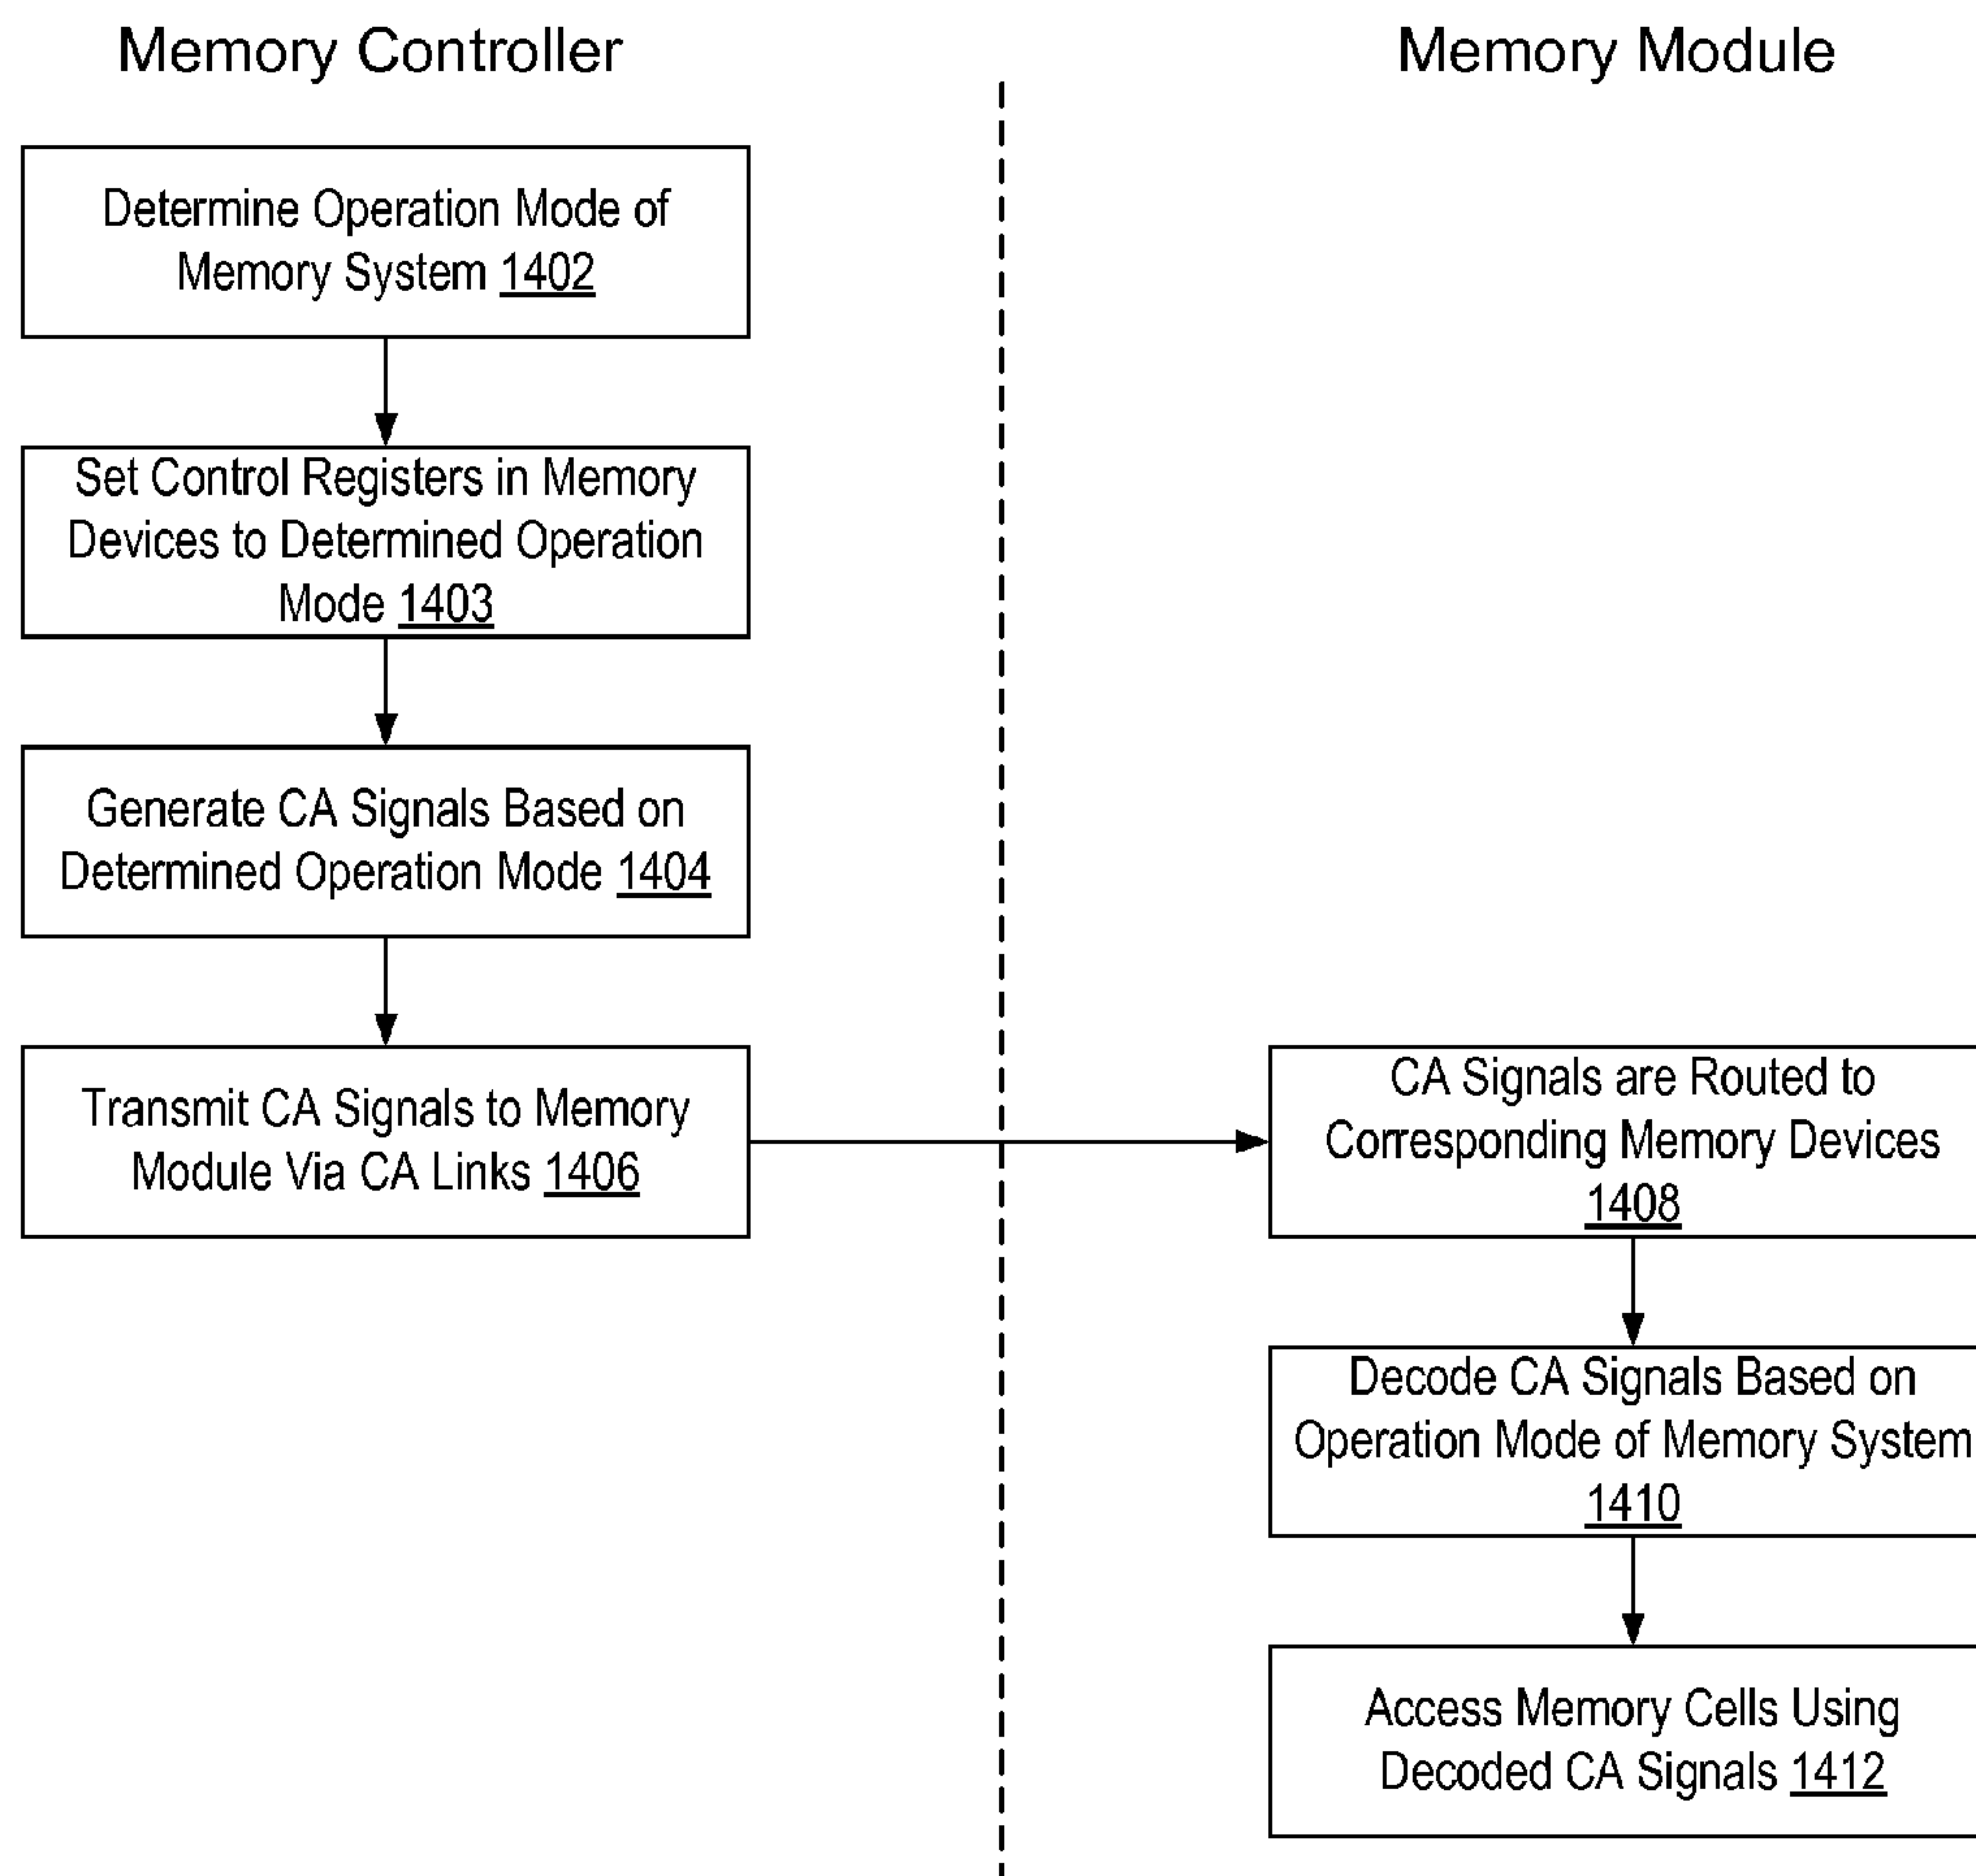 Memory Controller
Memory Module
Determine Operation Mode of
Memory System 1402
Set Control Registers in Memory
Devices to Determined Operation
Mode 1403
Generate CA Signals Based on
Determined Operation Mode 1404
Transmit CA Signals to Memory
Module Via CA Links 1406
CA Signals are Routed to
Corresponding Memory Devices
1408
Decode CA Signals Based on
Operation Mode of Memory System
1410
Access Memory Cells Using
Decoded CA Signals 1412